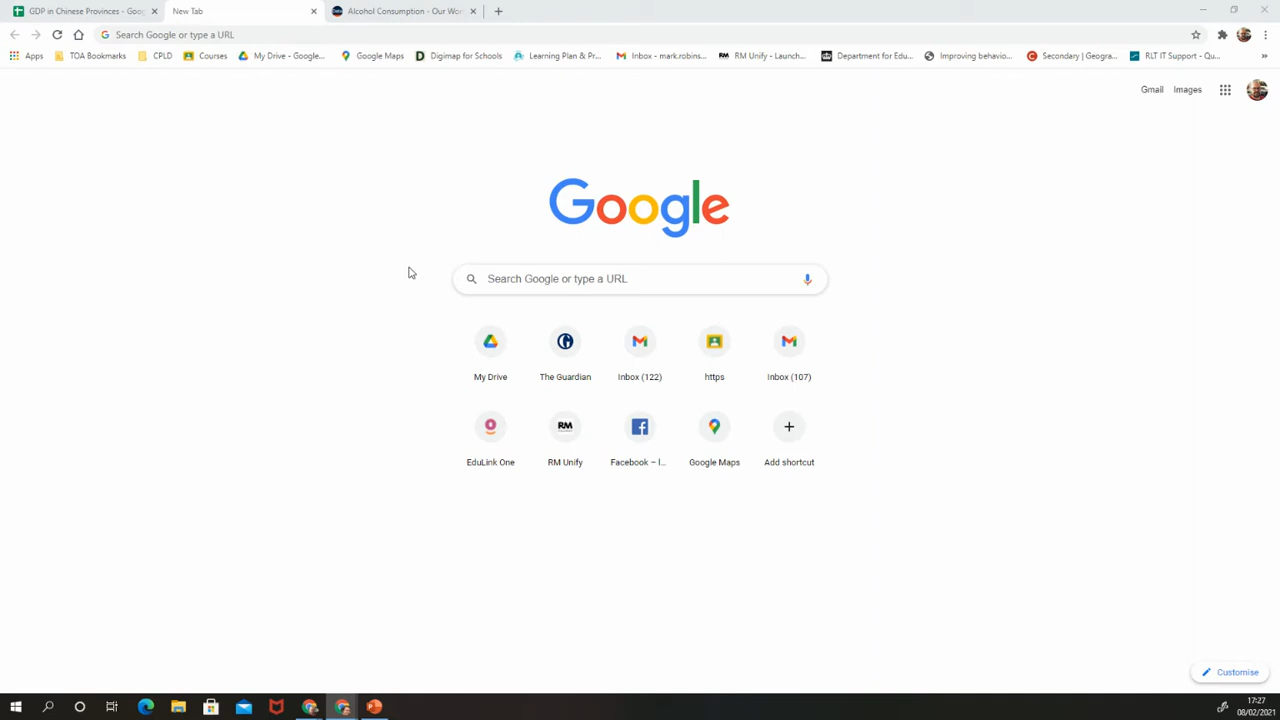 GDP in Chinese Provinces - Goog
New Tab
Alcohol Consumption - Our Wor
Search Google or type a URL
Apps
TOA Bookmarks
CPLD
Courses
My Drive - Google...
Google Maps
Digimap for Schools
Learning Plan & Pr...
Inbox - mark.robins...
RM Unify - Launch...
Department for Edu...
Improving behavio...
Secondary | Geogra...
RLT IT Support - Qu...
Gmail
Images
Google
Search Google or type a URL
My Drive
The Guardian
Inbox (122)
https
Inbox (107)
RM
EduLink One
RM Unify
Facebook – l...
Google Maps
Add shortcut
Customise
17:27
08/02/2021